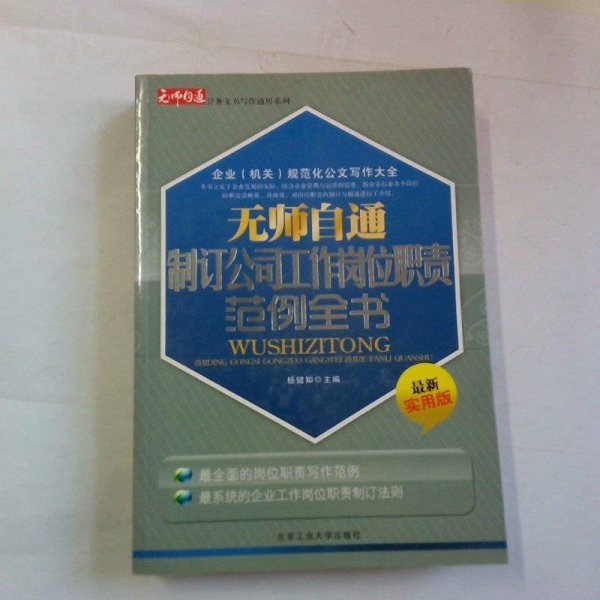 无师自通 公务文书写作通用系列
企业（机关）规范化公文写作大全
无师自通
制订公司工作岗位职责
范例全书
WUSHIZITONG
ZHIDING GONGSI GONGZUO GANGWEI ZHIZE FANLI QUANSHU
杨健如◎主编
最新
实用版
最全面的岗位职责写作范例
最系统的企业工作岗位职责制订法则
北京工业大学出版社